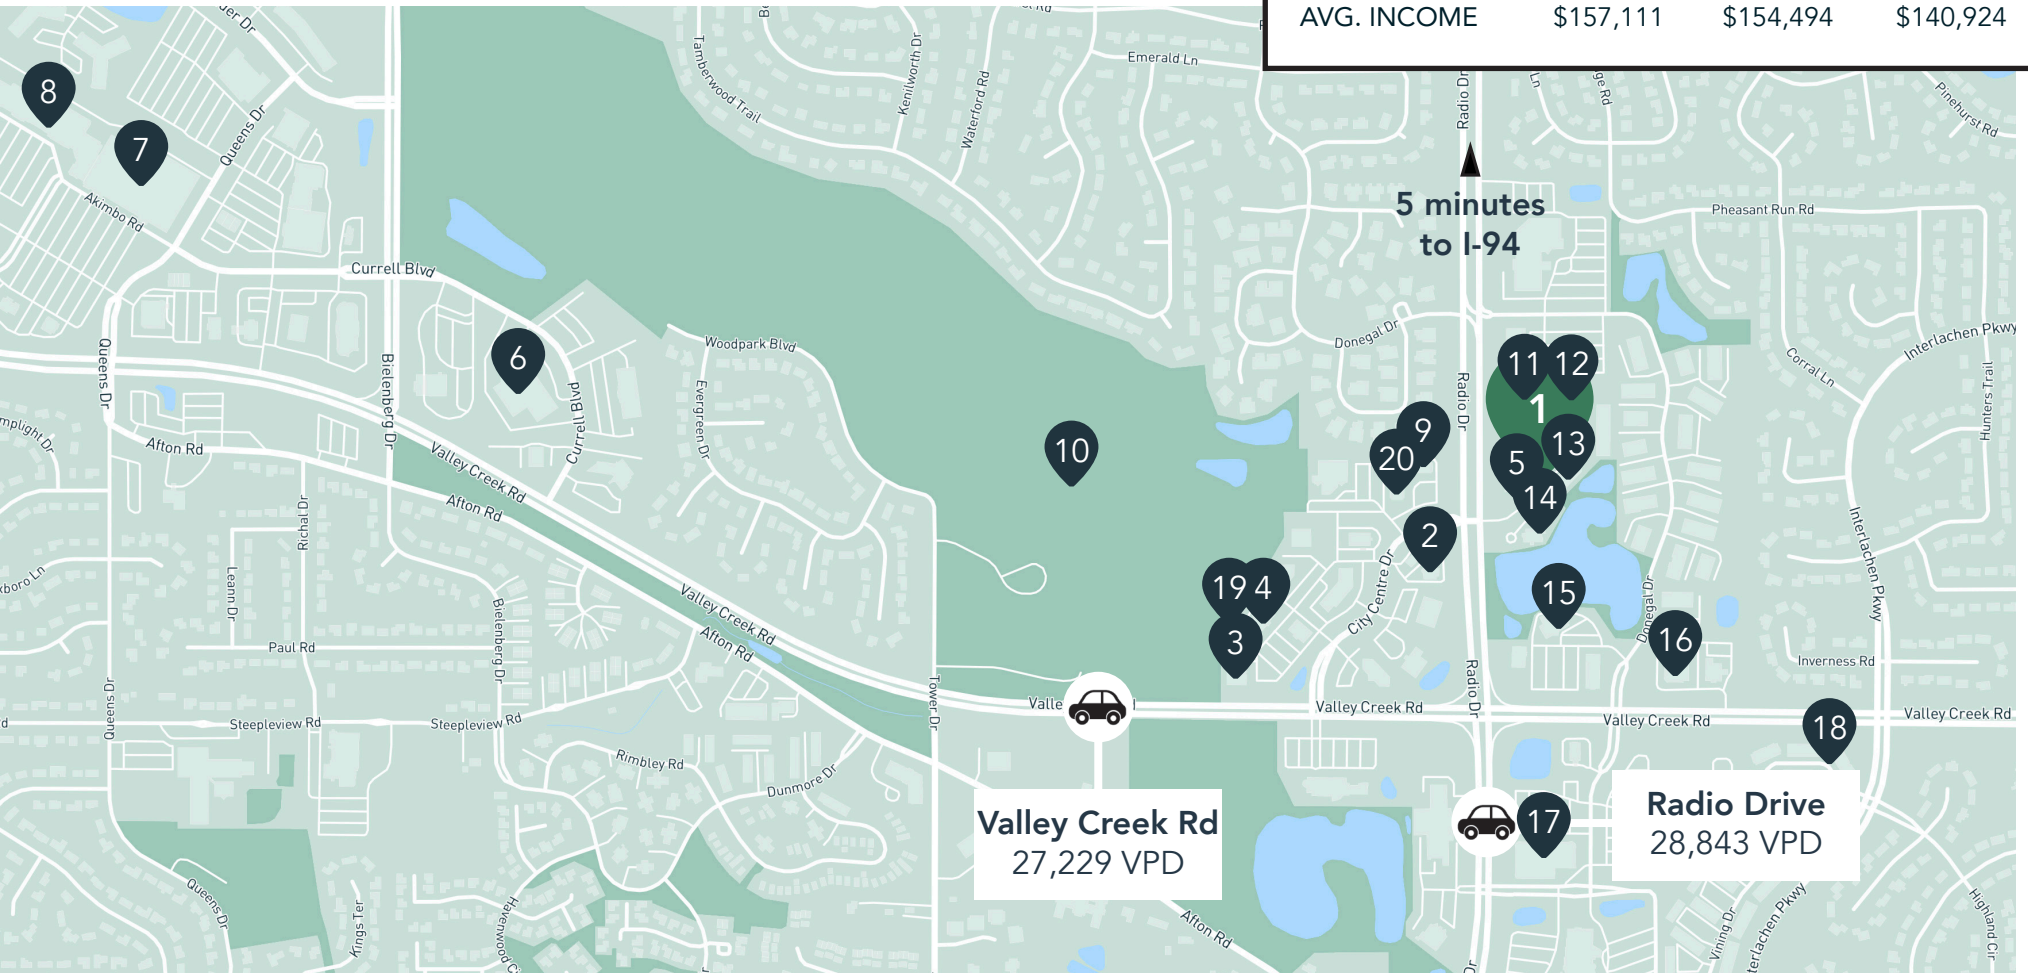 AVG. INCOME $157,111 $154,494 $140,924
Emerald Ln
Tamberwood Trail
Kenilworth Dr
Waterford Rd
Radio Dr
Ln
Pinehurst Rd
8
7
Queens Dr
Akimbo Rd
5 minutes
to I-94
Pheasant Run Rd
Currell Blvd
Woodpark Blvd
Donegal Dr
Interlachen Pkwy
Queens Dr
Bielenberg Dr
6
Evergreen Dr
Currell Blvd
Radio Dr
11
12
1
Corral Ln
Hunters Trail
Afton Rd
Valley Creek Rd
Afton Rd
10
9
20
13
5
14
2
Richal Dr
Leann Dr
Bielenberg Dr
Valley Creek Rd
Afton Rd
19
4
3
City Centre Dr
15
Donegal Dr
16
Interlachen Pkwy
Paul Rd
Inverness Rd
Queens Dr
Steepleview Rd
Steepleview Rd
Tower Dr
Valle
Valley Creek Rd
Radio Dr
Valley Creek Rd
18
Valley Creek Rd
Rimbley Rd
Dunmore Dr
Valley Creek Rd
27,229 VPD
17
Radio Drive
28,843 VPD
Queens Dr
Kings Ter
Havenwood
Afton Rd
Vining Dr
terlachen Pkwy
Highland Cir
Dr